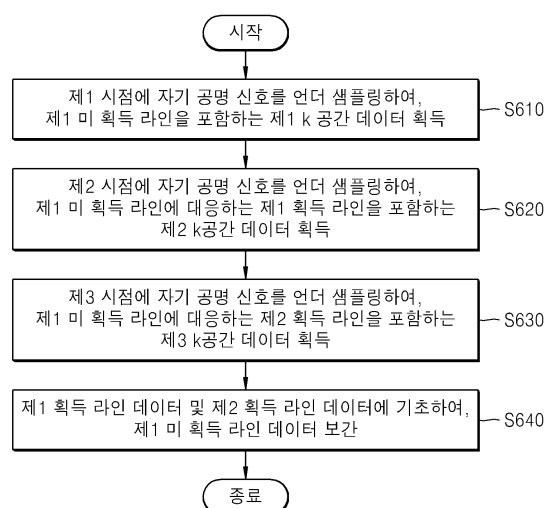 시작
제1 시점에 자기 공명 신호를 언더 샘플링하여,
제1 미 획득 라인을 포함하는 제1 k 공간 데이터 획득
S610
제2 시점에 자기 공명 신호를 언더 샘플링하여,
제1 미 획득 라인에 대응하는 제1 획득 라인을 포함하는
제2 k공간 데이터 획득
S620
제3 시점에 자기 공명 신호를 언더 샘플링하여,
제1 미 획득 라인에 대응하는 제2 획득 라인을 포함하는
제3 k공간 데이터 획득
S630
제1 획득 라인 데이터 및 제2 획득 라인 데이터에 기초하여,
제1 미 획득 라인 데이터 보간
S640
종료